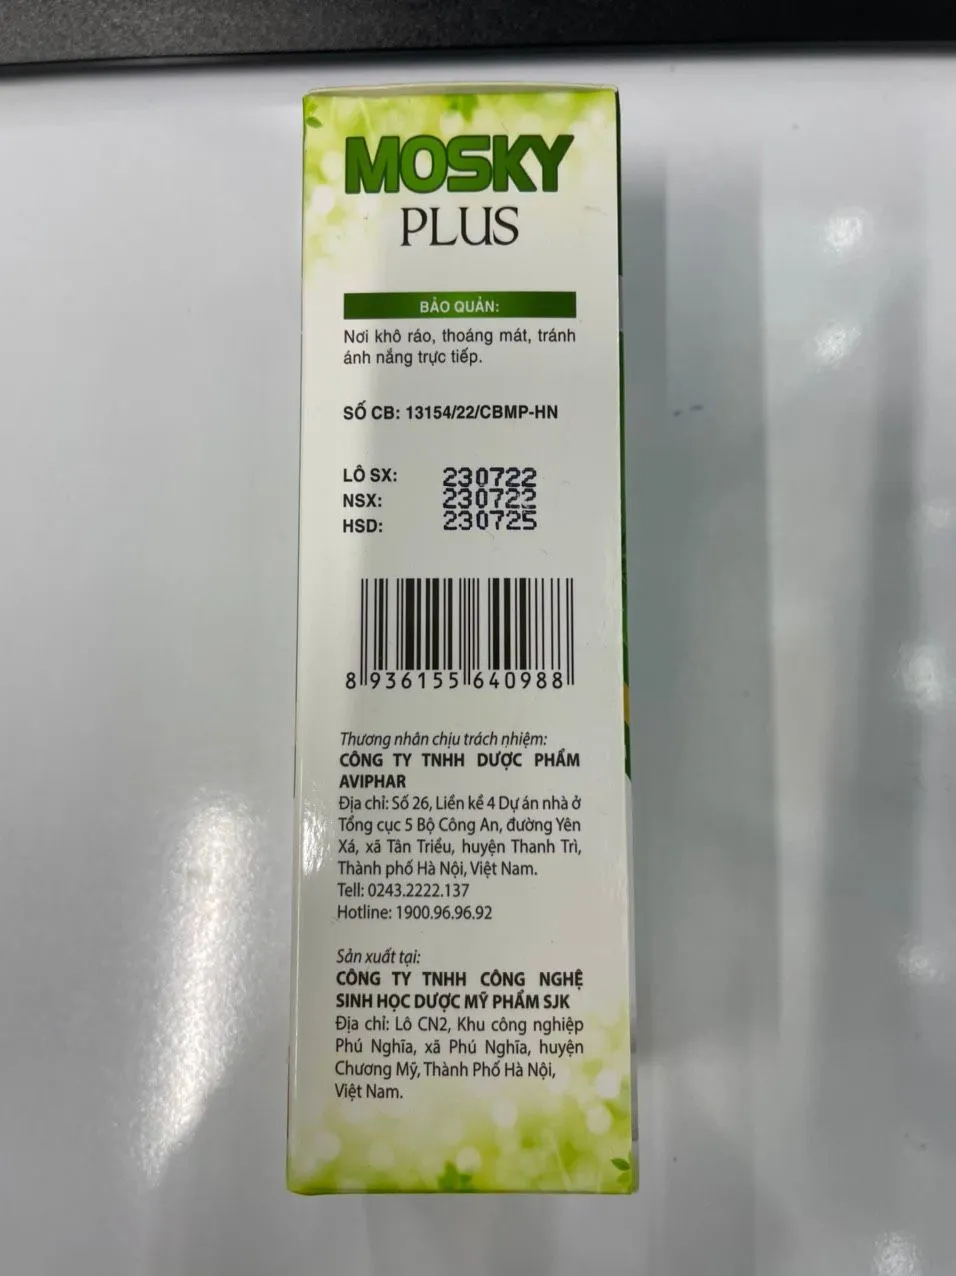 MOSKY
PLUS
BẢO QUẢN:
Nơi khô ráo, thoáng mát, tránh
ánh nắng trực tiếp.
SỐ CB: 13154/22/CBMP-HN
LÔ SX: 230722
NSX: 230722
HSD: 230725
8 936155 640988
Thương nhân chịu trách nhiệm:
CÔNG TY TNHH DƯỢC PHẨM
AVIPHAR
Địa chỉ: Số 26, Liền kề 4 Dự án nhà ở
Tổng cục 5 Bộ Công An, đường Yên
Xá, xã Tân Triều, huyện Thanh Trì,
Thành phố Hà Nội, Việt Nam.
Tell: 0243.2222.137
Hotline: 1900.96.96.92
Sản xuất tại:
CÔNG TY TNHH CÔNG NGHỆ
SINH HỌC DƯỢC MỸ PHẨM SJK
Địa chỉ: Lô CN2, Khu công nghiệp
Phú Nghĩa, xã Phú Nghĩa, huyện
Chương Mỹ, Thành Phố Hà Nội,
Việt Nam.